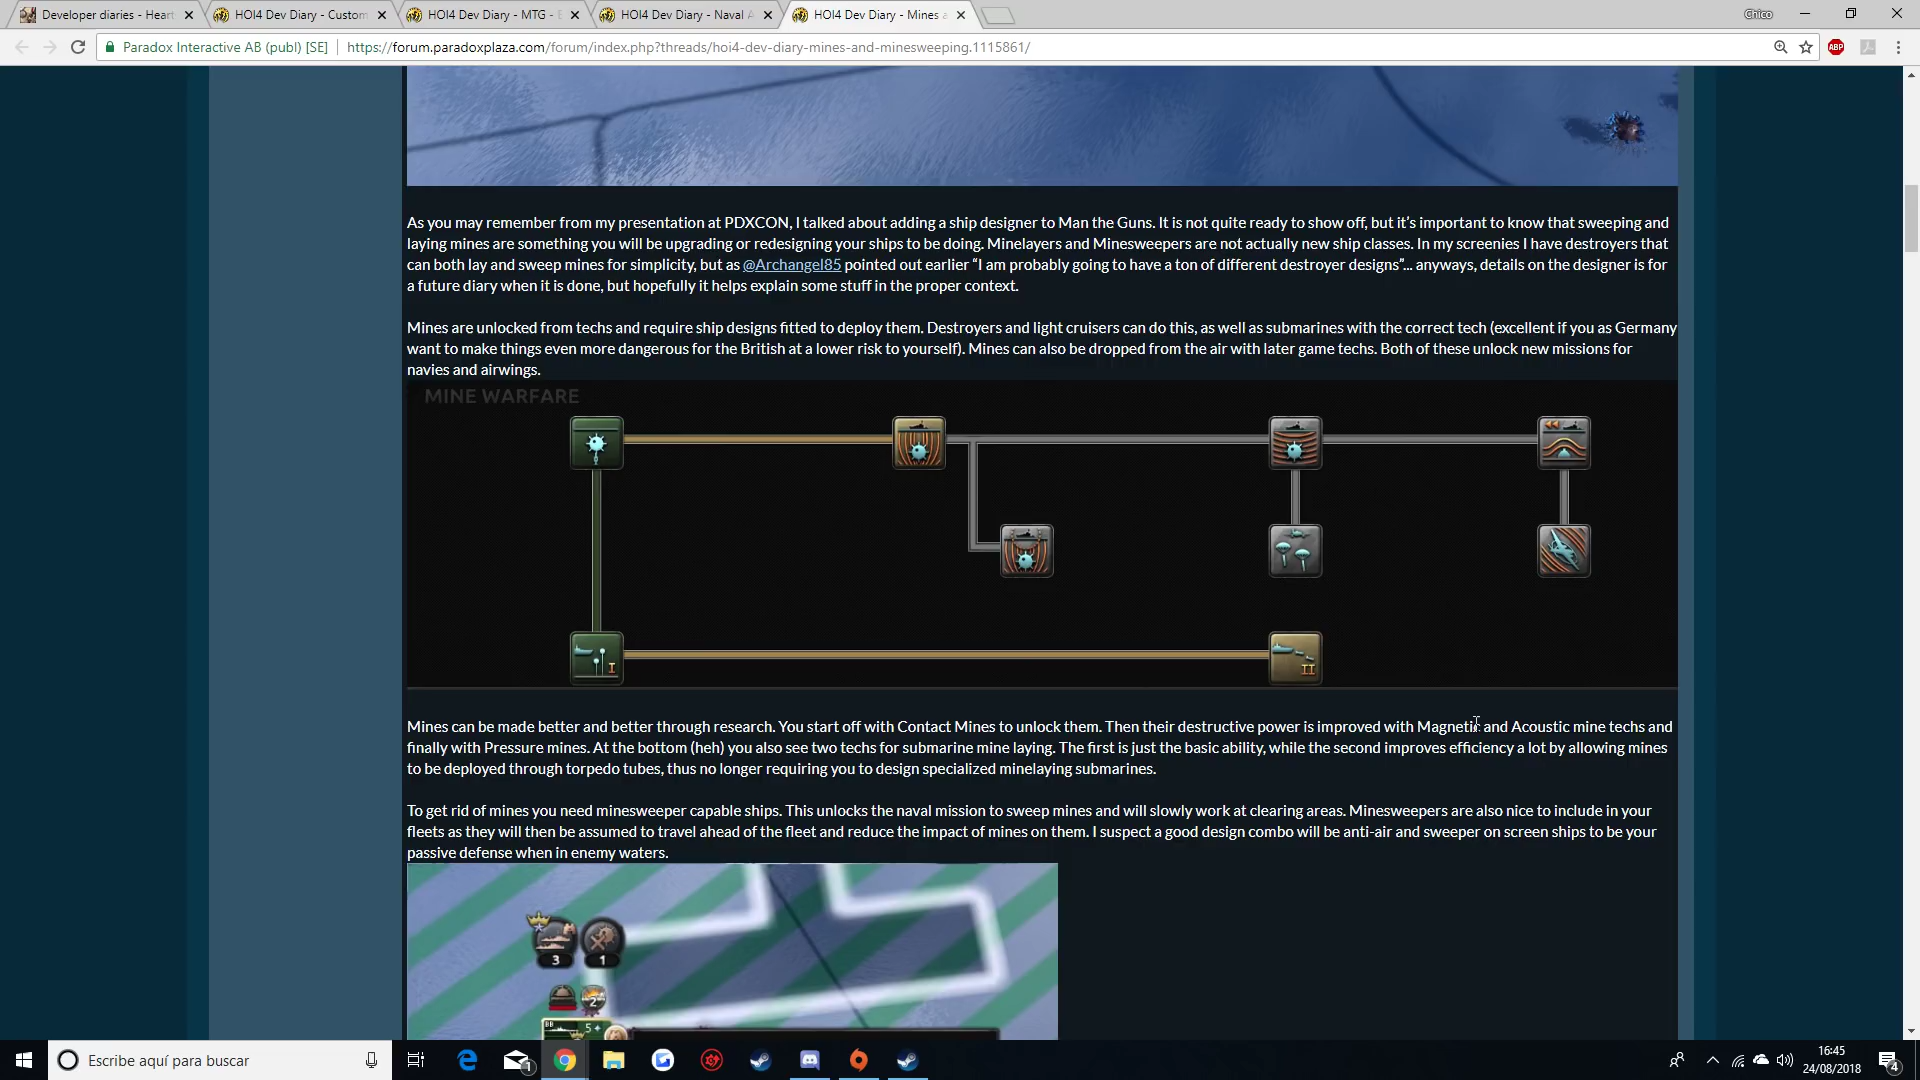 Developer diaries - Heart
HOI4 Dev Diary - Custom
HOI4 Dev Diary - MTG - E
HOI4 Dev Diary - Naval A
HOI4 Dev Diary - Mines a
Chico
Paradox Interactive AB (publ) [SE]
https://forum.paradoxplaza.com/forum/index.php?threads/hoi4-dev-diary-mines-and-minesweeping.1115861/
ABP
As you may remember from my presentation at PDXCON, I talked about adding a ship designer to Man the Guns. It is not quite ready to show off, but it's important to know that sweeping and
laying mines are something you will be upgrading or redesigning your ships to be doing. Minelayers and Minesweepers are not actually new ship classes. In my screenies I have destroyers that
can both lay and sweep mines for simplicity, but as @Archangel85 pointed out earlier “I am probably going to have a ton of different destroyer designs”... anyways, details on the designer is for
a future diary when it is done, but hopefully it helps explain some stuff in the proper context.
Mines are unlocked from techs and require ship designs fitted to deploy them. Destroyers and light cruisers can do this, as well as submarines with the correct tech (excellent if you as Germany
want to make things even more dangerous for the British at a lower risk to yourself). Mines can also be dropped from the air with later game techs. Both of these unlock new missions for
navies and airwings.
MINE WARFARE
I
II
Mines can be made better and better through research. You start off with Contact Mines to unlock them. Then their destructive power is improved with Magnetic and Acoustic mine techs and
finally with Pressure mines. At the bottom (heh) you also see two techs for submarine mine laying. The first is just the basic ability, while the second improves efficiency a lot by allowing mines
to be deployed through torpedo tubes, thus no longer requiring you to design specialized minelaying submarines.
To get rid of mines you need minesweeper capable ships. This unlocks the naval mission to sweep mines and will slowly work at clearing areas. Minesweepers are also nice to include in your
fleets as they will then be assumed to travel ahead of the fleet and reduce the impact of mines on them. I suspect a good design combo will be anti-air and sweeper on screen ships to be your
passive defense when in enemy waters.
3
1
2
BB
5
Escribe aquí para buscar
1
16:45
24/08/2018
4